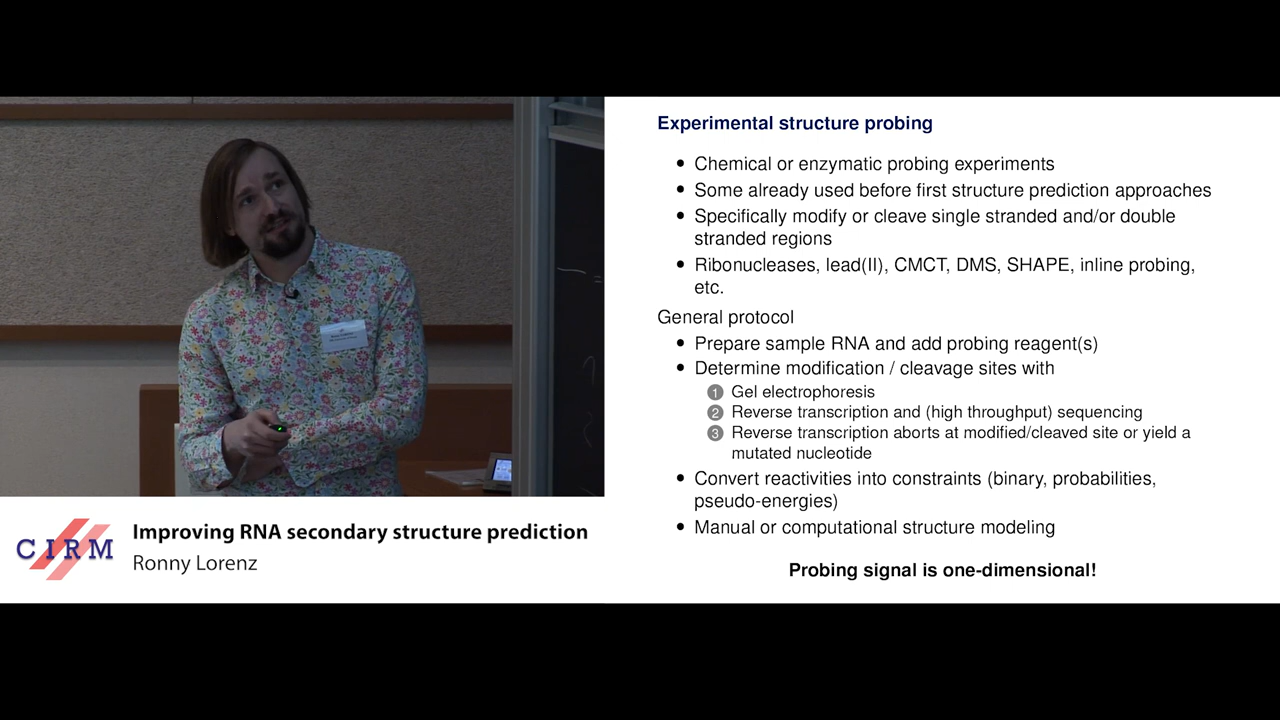 Experimental structure probing
• Chemical or enzymatic probing experiments
• Some already used before first structure prediction approaches
• Specifically modify or cleave single stranded and/or double
stranded regions
• Ribonucleases, lead(II), CMCT, DMS, SHAPE, inline probing,
etc.
General protocol
• Prepare sample RNA and add probing reagent(s)
• Determine modification / cleavage sites with
1 Gel electrophoresis
2 Reverse transcription and (high throughput) sequencing
3 Reverse transcription aborts at modified/cleaved site or yield a
mutated nucleotide
• Convert reactivities into constraints (binary, probabilities,
pseudo-energies)
• Manual or computational structure modeling
Probing signal is one-dimensional!
CIRM
Improving RNA secondary structure prediction
Ronny Lorenz